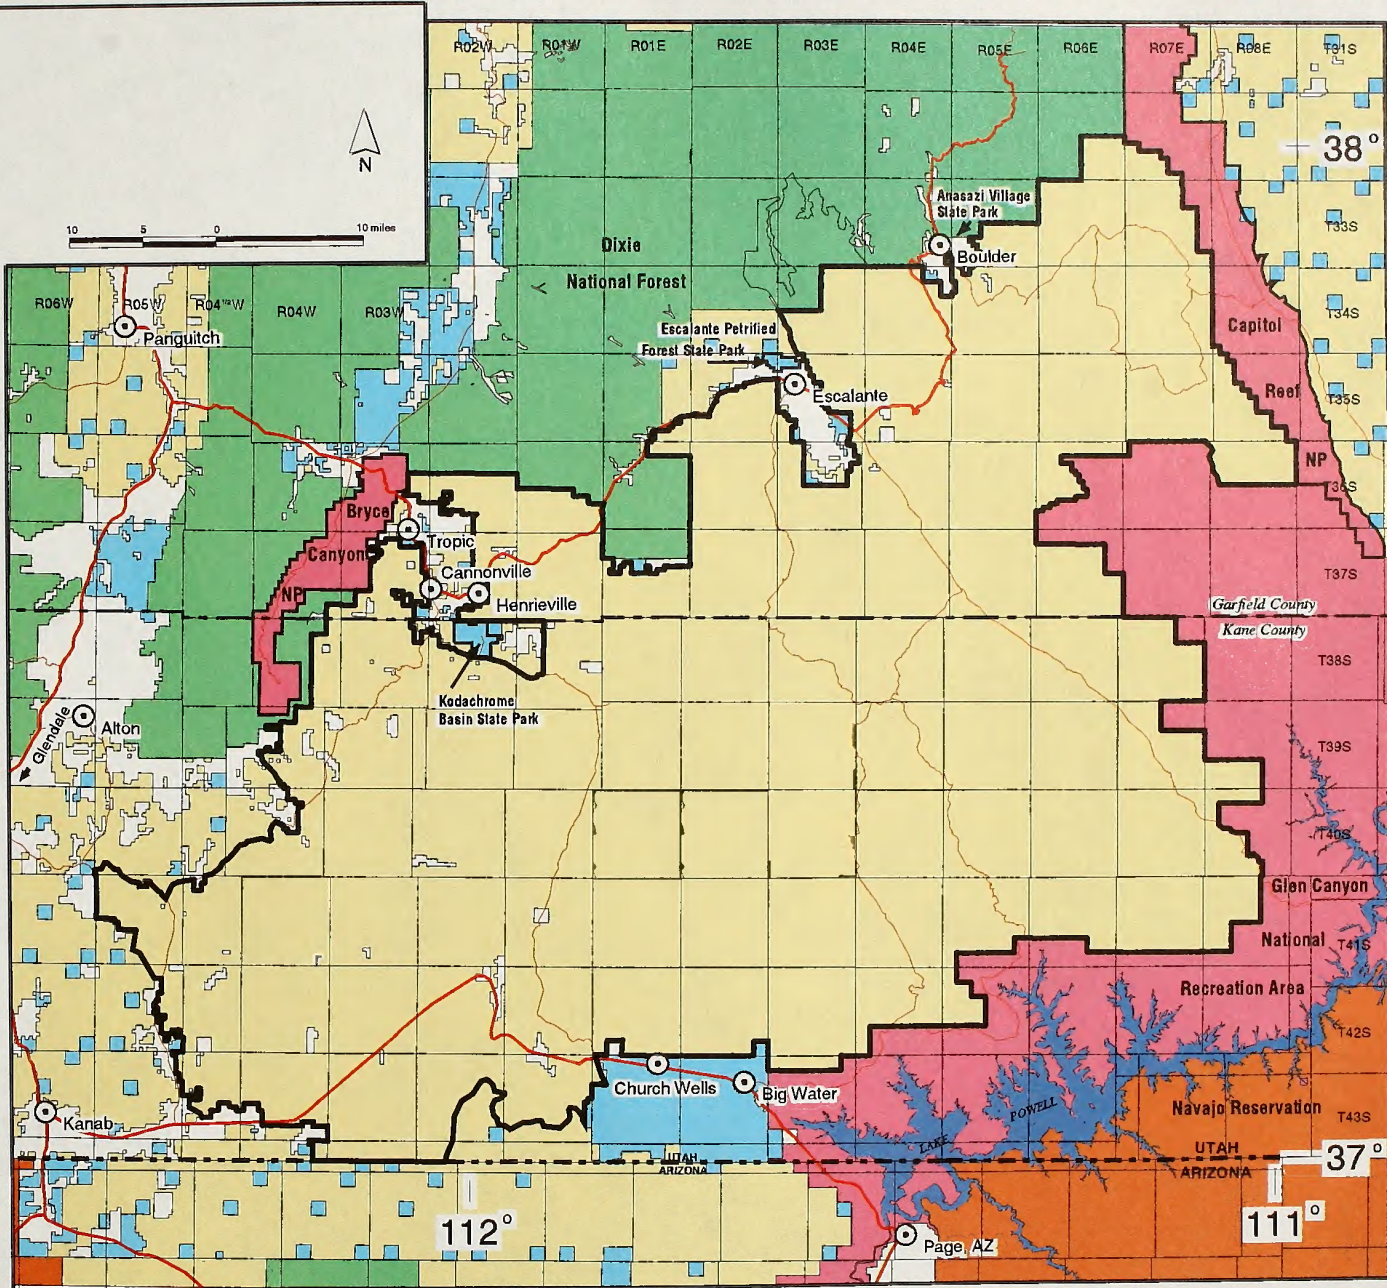 R02W R01W R01E R02E R03E R04E R05E R06E R07E R08E T31S
38°
N
10 5 0 10 miles
Anasazi Village
State Park
T33S
Boulder
Dixie
National Forest
R06W R05W R04½W R04W R03W
Panguitch
Escalante Petrified
Forest State Park
T34S
Capitol
Reef
NP
T35S
Escalante
T36S
Bryce
Canyon
NP
Tropic
Cannonville
Henrieville
T37S
Garfield County
Kane County
T38S
Kodachrome
Basin State Park
Glendale
Alton
T39S
T40S
Glen Canyon
National
Recreation Area
T41S
T42S
Church Wells
Big Water
LAKE
POWELL
Navajo Reservation
T43S
Kanab
UTAH
ARIZONA
UTAH
ARIZONA
37°
112°
111°
Page, AZ